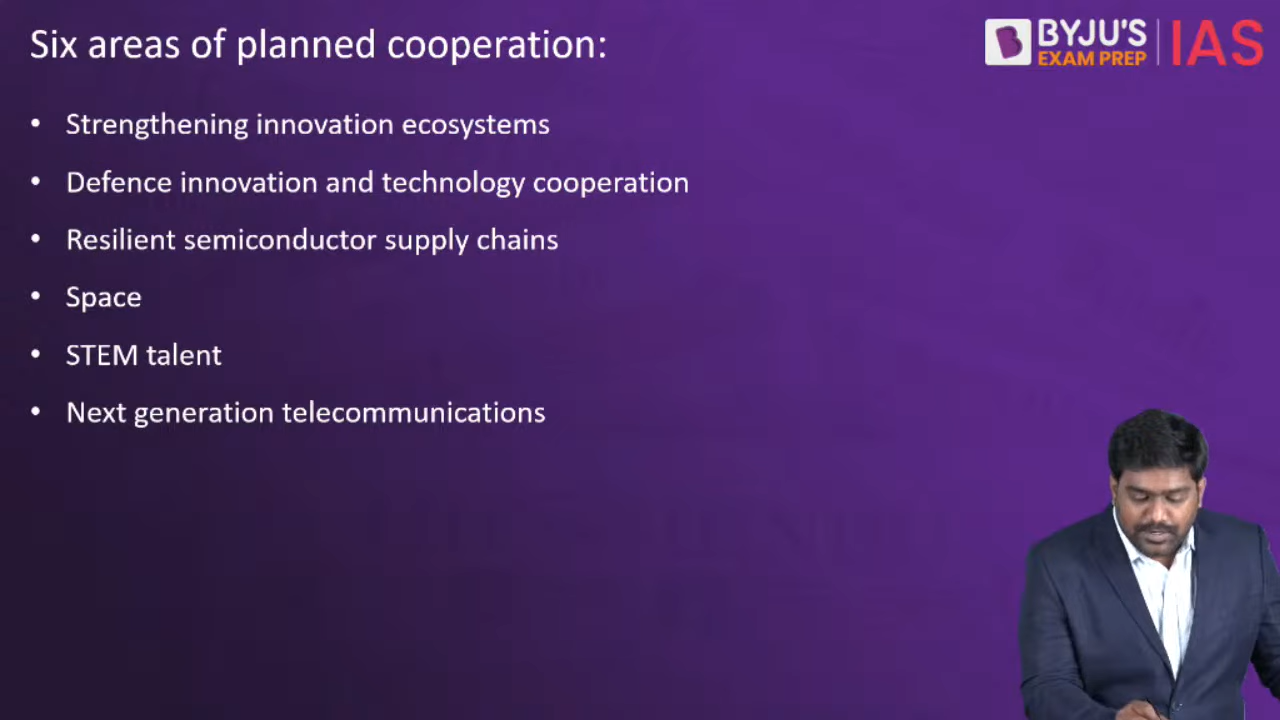 Six areas of planned cooperation:
BYJU'S
EXAM PREP
IAS
• Strengthening innovation ecosystems
• Defence innovation and technology cooperation
• Resilient semiconductor supply chains
• Space
• STEM talent
• Next generation telecommunications